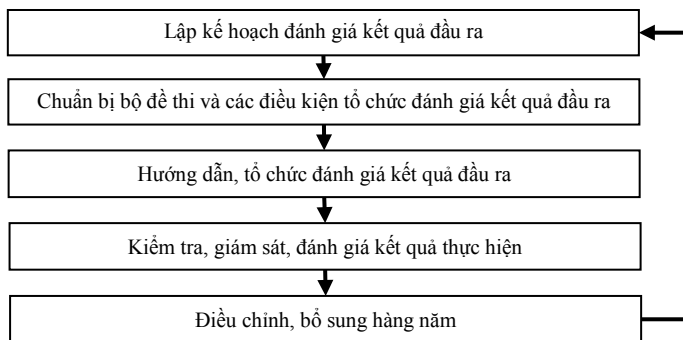 Lập kế hoạch đánh giá kết quả đầu ra
Chuẩn bị bộ đề thi và các điều kiện tổ chức đánh giá kết quả đầu ra
Hướng dẫn, tổ chức đánh giá kết quả đầu ra
Kiểm tra, giám sát, đánh giá kết quả thực hiện
Điều chỉnh, bổ sung hàng năm